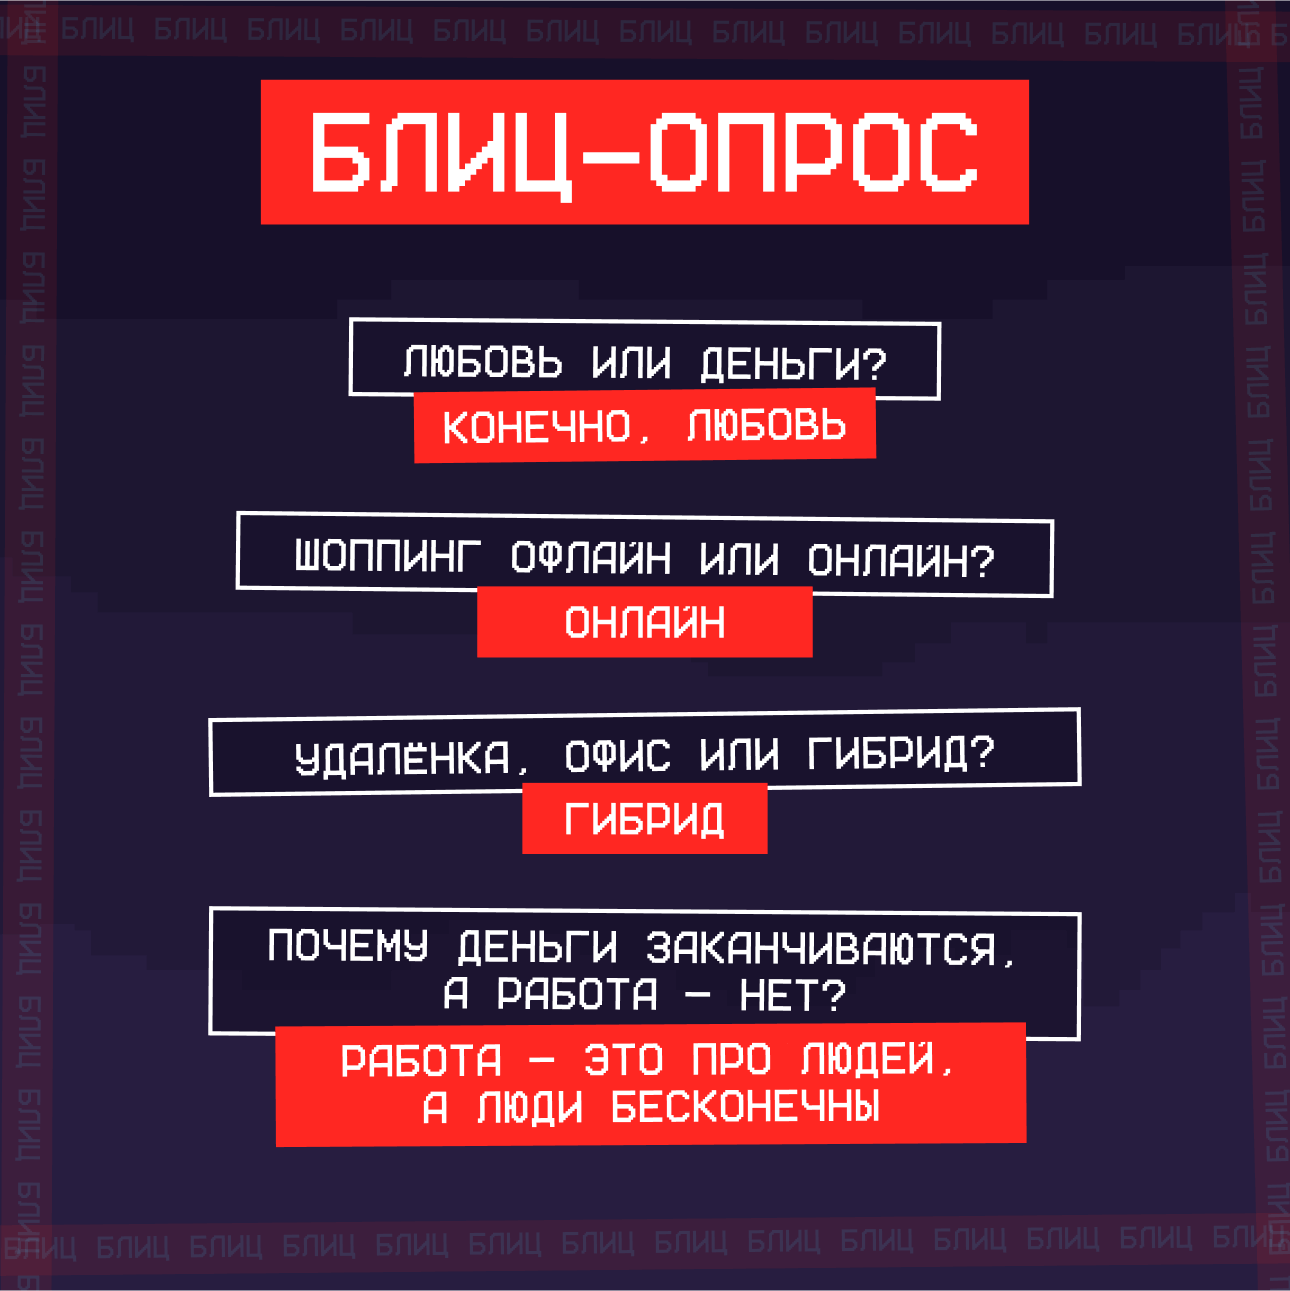 БЛИЦ БЛИЦ БЛИЦ БЛИЦ БЛИЦ БЛИЦ БЛИЦ БЛИЦ БЛИЦ БЛИЦ БЛИЦ БЛИЦ БЛИЦ
БЛИЦ–ОПРОС
ЛЮБОВЬ ИЛИ ДЕНЬГИ?
КОНЕЧНО, ЛЮБОВЬ
ШОППИНГ ОФЛАЙН ИЛИ ОНЛАЙН?
ОНЛАЙН
УДАЛЁНКА, ОФИС ИЛИ ГИБРИД?
ГИБРИД
ПОЧЕМУ ДЕНЬГИ ЗАКАНЧИВАЮТСЯ,
А РАБОТА – НЕТ?
РАБОТА – ЭТО ПРО ЛЮДЕЙ,
А ЛЮДИ БЕСКОНЕЧНЫ
БЛИЦ БЛИЦ БЛИЦ БЛИЦ БЛИЦ БЛИЦ БЛИЦ БЛИЦ БЛИЦ БЛИЦ БЛИЦ БЛИЦ БЛИЦ БЛИЦ